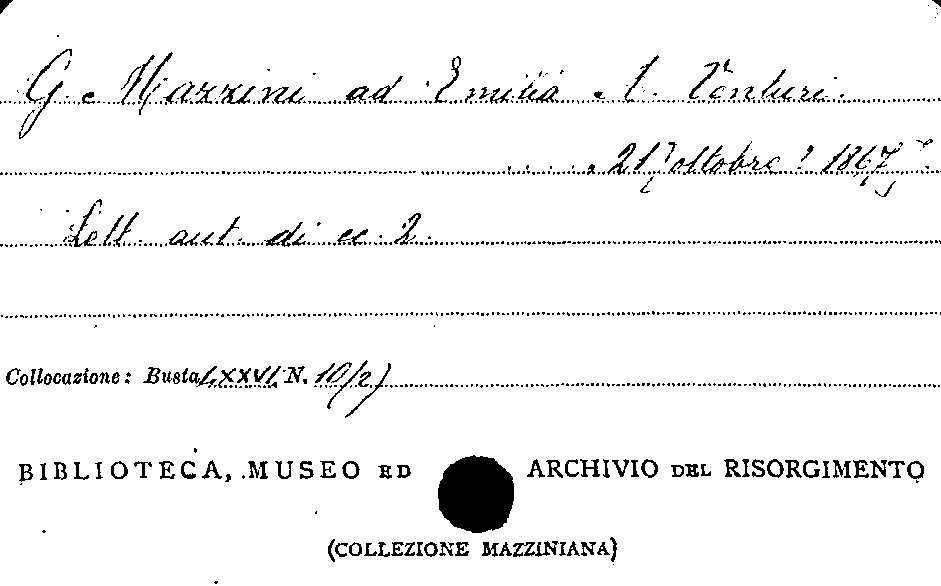 G. Mazzini ad Emilia A. Venturi.
..... 21 [ottobre ? 1867].
Lett. aut. di cc. 2.
Collocazione: Busta LXXVI. N. 10/2)
BIBLIOTECA, MUSEO ED ARCHIVIO DEL RISORGIMENTO
(COLLEZIONE MAZZINIANA)